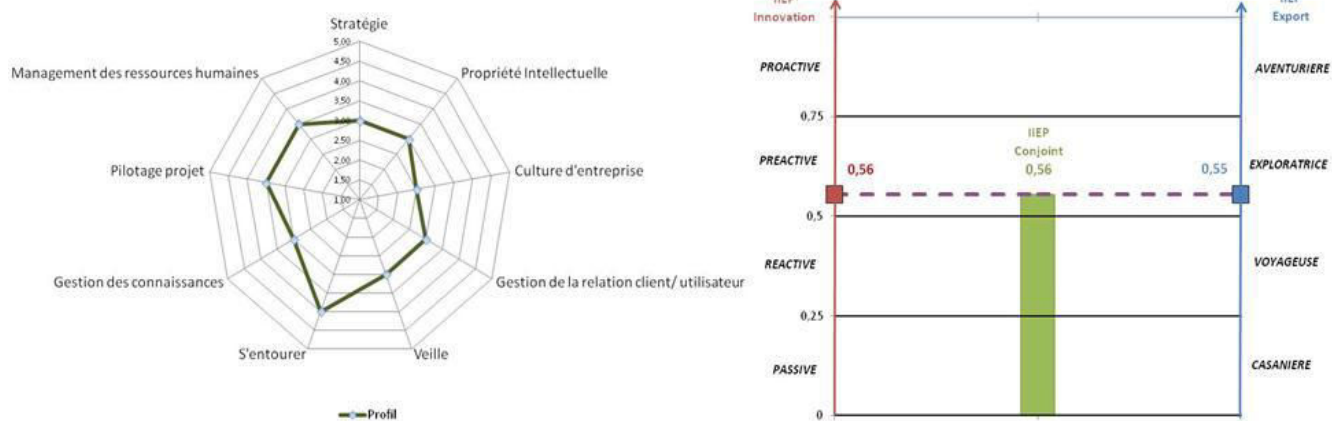 Stratégie
5,00
4,50
4,00
3,50
3,00
2,50
2,00
1,50
1,00
Management des ressources humaines
Propriété Intellectuelle
Pilotage projet
Culture d'entreprise
Gestion des connaissances
Gestion de la relation client/ utilisateur
S'entourer
Veille
Profil
Innovation
Export
PROACTIVE
AVENTURIERE
0,75
IIEP
Conjoint
PREACTIVE
0,56
0,56
0,55
EXPLORATRICE
0,5
REACTIVE
VOYAGEUSE
0,25
PASSIVE
CASANIERE
0